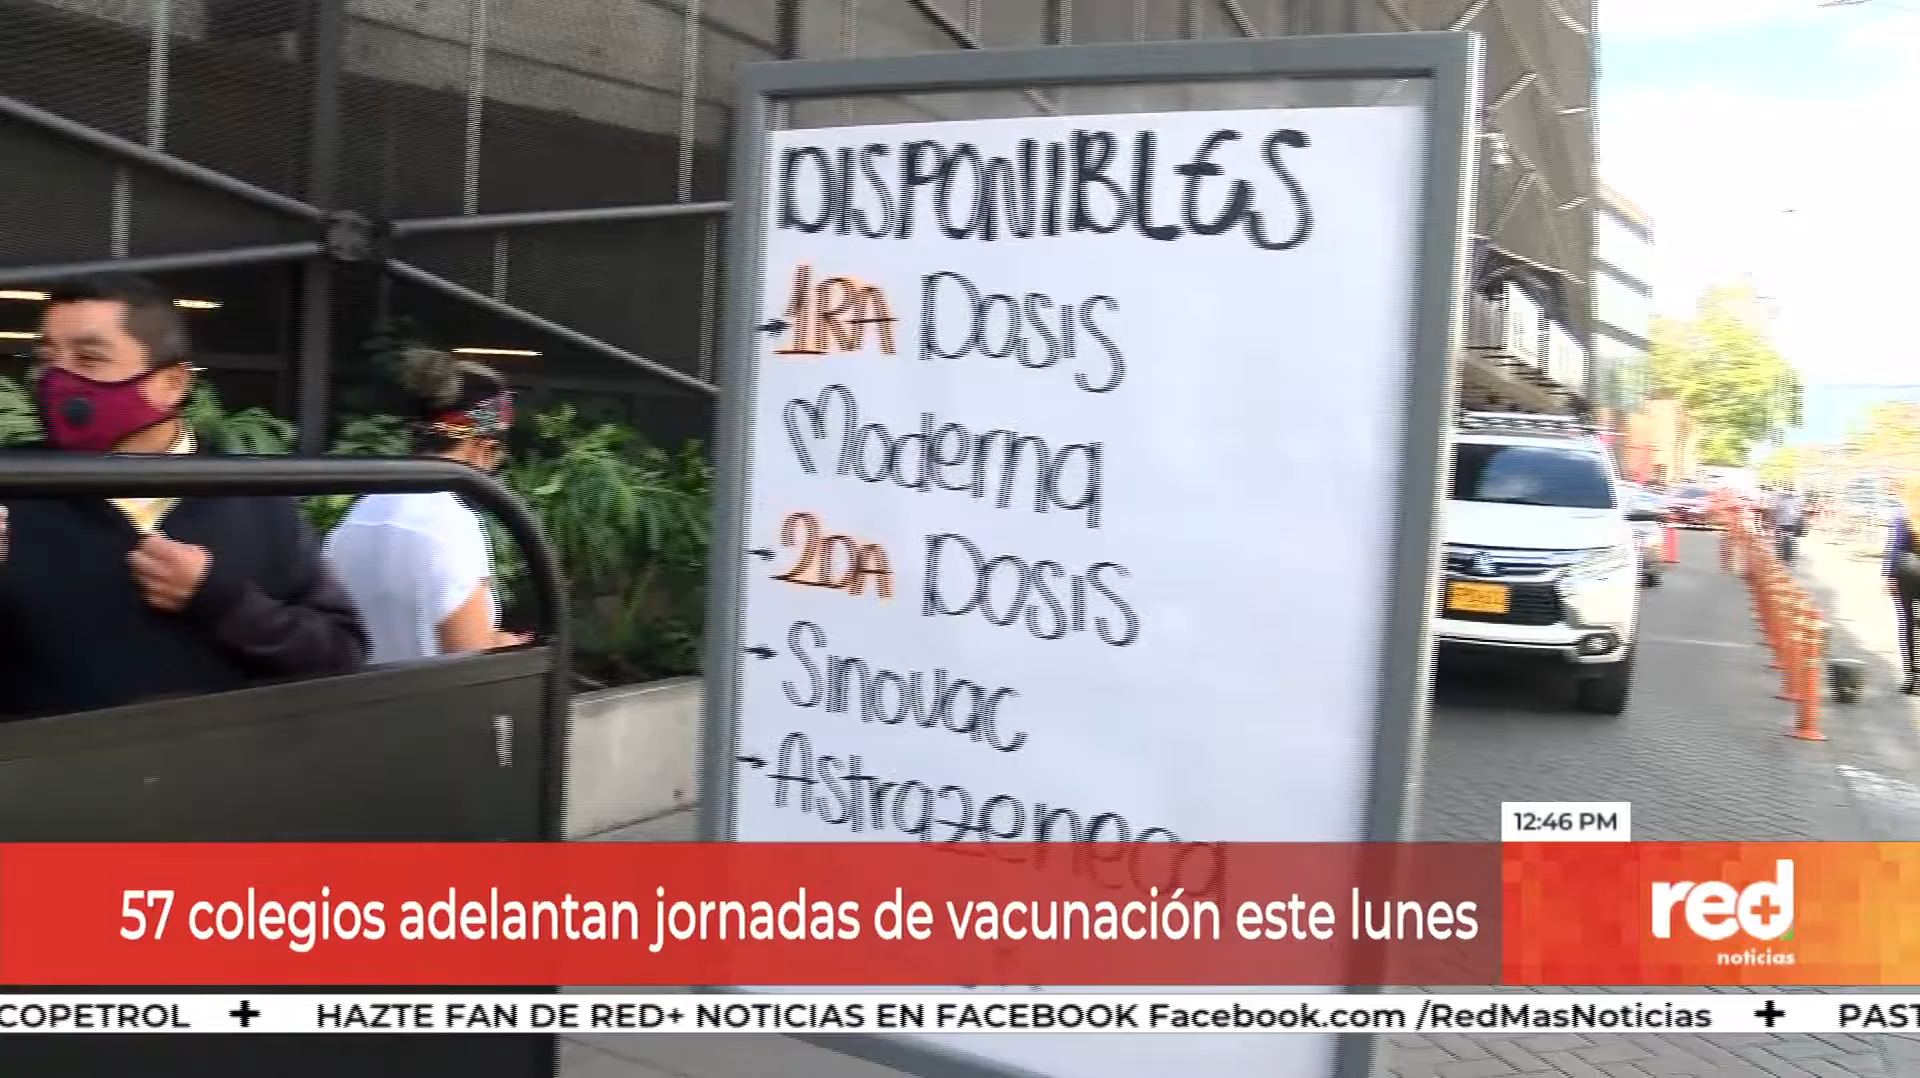 DISPONIBLES
→1RA Dosis
Moderna
→2DA Dosis
→Sinovac
→Astrazeneca
12:46 PM
57 colegios adelantan jornadas de vacunación este lunes
red+
noticias
COPETROL + HAZTE FAN DE RED+ NOTICIAS EN FACEBOOK Facebook.com /RedMasNoticias + PAST